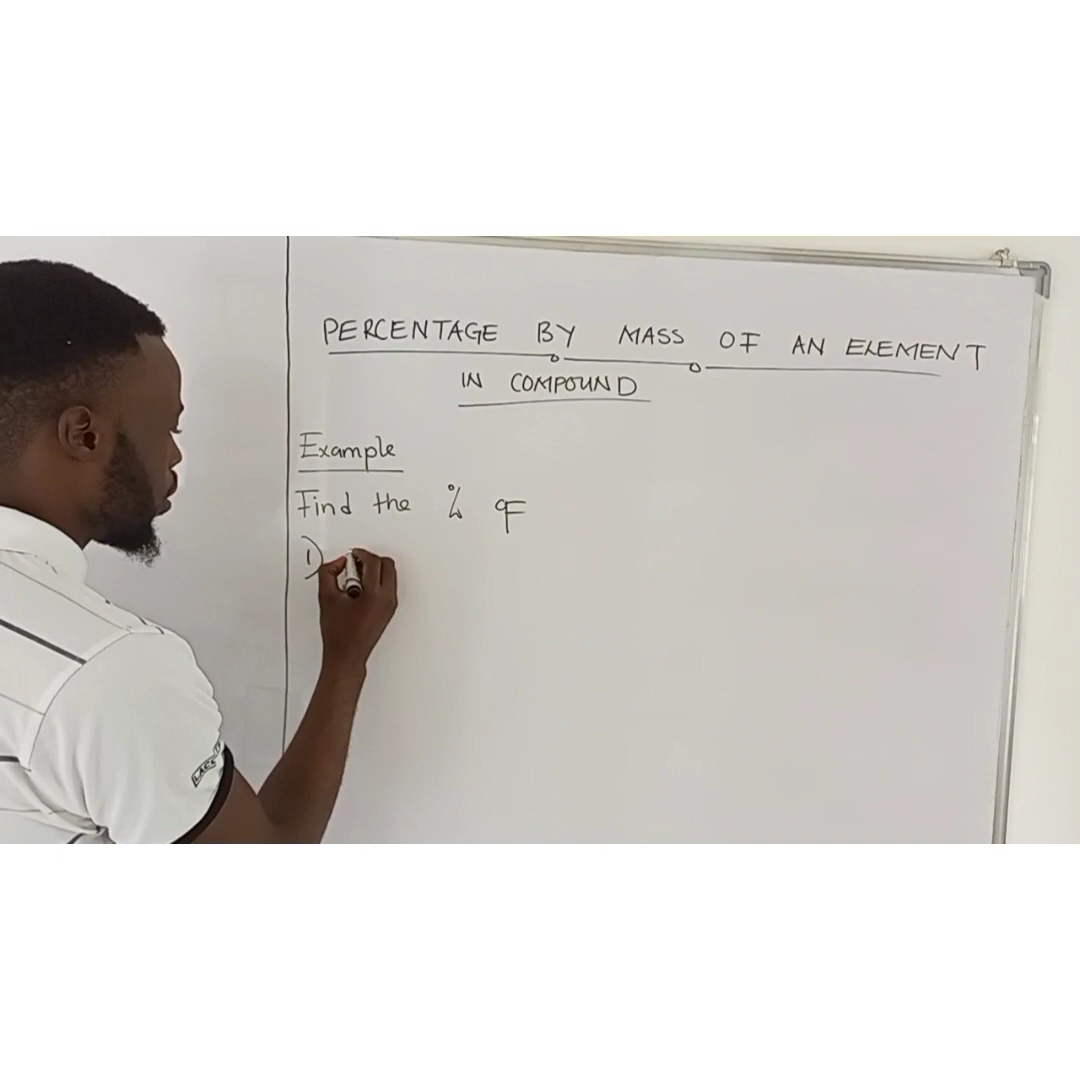 PERCENTAGE BY MASS OF AN ELEMENT
IN COMPOUND
Example
Find the % of
1)